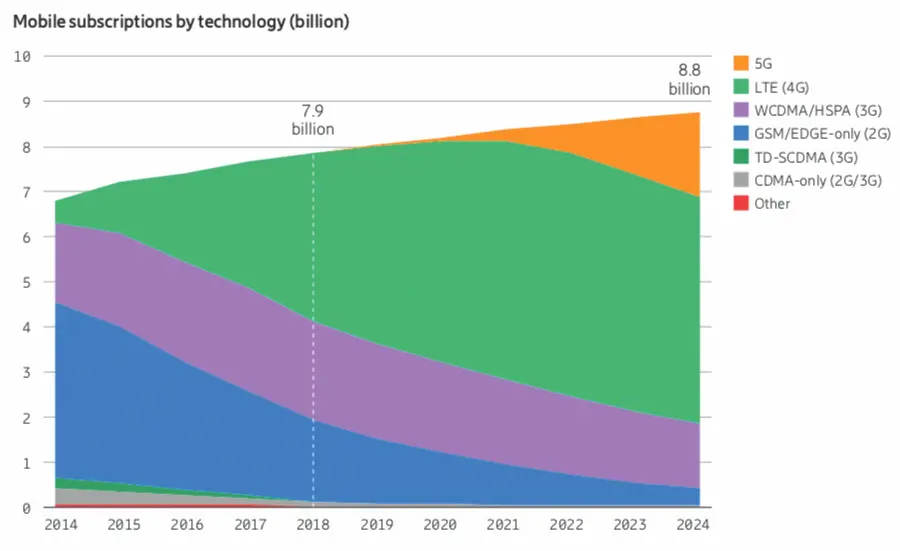 Mobile subscriptions by technology (billion)
10
9
8
7
6
5
4
3
2
1
0
7.9
billion
8.8
billion
2014 2015 2016 2017 2018 2019 2020 2021 2022 2023 2024
5G
LTE (4G)
WCDMA/HSPA (3G)
GSM/EDGE-only (2G)
TD-SCDMA (3G)
CDMA-only (2G/3G)
Other